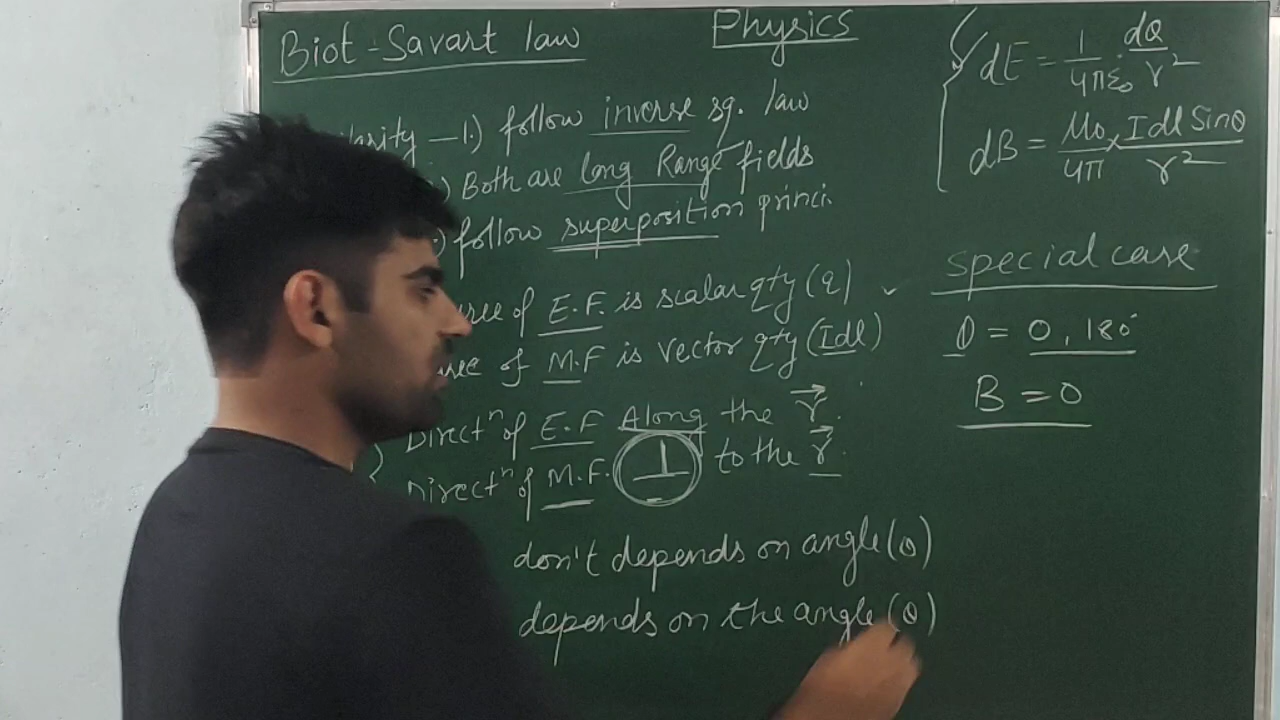 Biot-Savart law
Physics
—1.) follow inverse sq. law
) Both are long Range fields
.) follow superposition princi.
of E.F. is scalar qty (q)
of M.F is vector qty (Idl)
Directⁿ of E.F Along the r⃗.
Directⁿ of M.F. ⊥ to the r⃗.
don't depends on angle (θ)
depends on the angle (θ)
dE = 1/4πε₀ · dQ/r²
dB = μ₀/4π × Idl Sinθ/r²
special case
θ = 0, 180°
B = 0